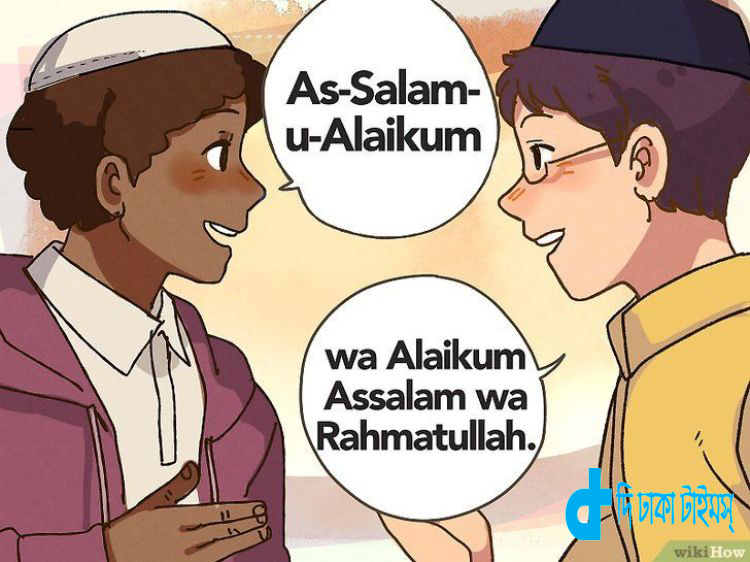 As-Salam-
u-Alaikum
wa Alaikum
Assalam wa
Rahmatullah.
দি ঢাকা টাইমস্
wikiHow